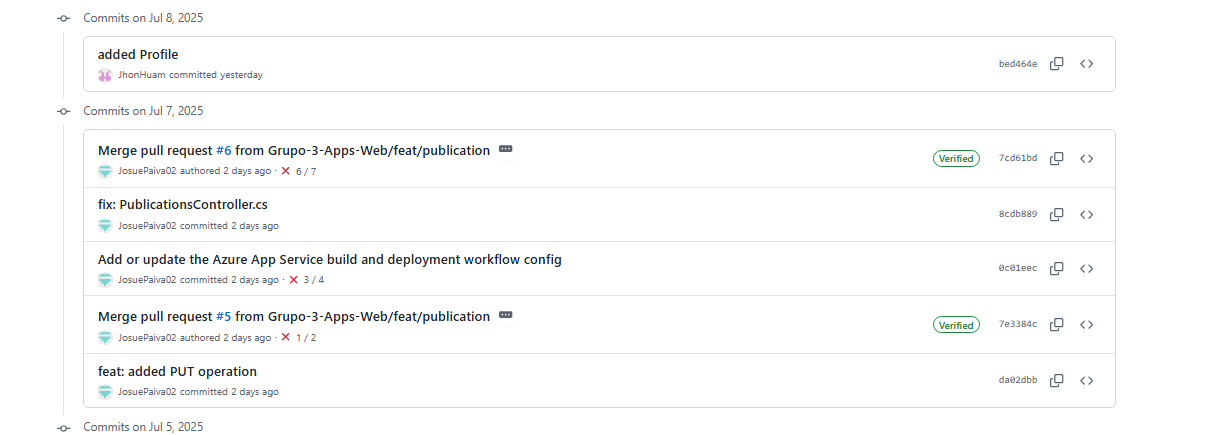 Commits on Jul 8, 2025
added Profile
bed464e
JhonHuam committed yesterday
Commits on Jul 7, 2025
Merge pull request #6 from Grupo-3-Apps-Web/feat/publication
Verified
7cd61bd
JosuePaiva02 authored 2 days ago · 6 / 7
fix: PublicationsController.cs
8cdb889
JosuePaiva02 committed 2 days ago
Add or update the Azure App Service build and deployment workflow config
0c01eec
JosuePaiva02 committed 2 days ago · 3 / 4
Merge pull request #5 from Grupo-3-Apps-Web/feat/publication
Verified
7e3384c
JosuePaiva02 authored 2 days ago · 1 / 2
feat: added PUT operation
da02dbb
JosuePaiva02 committed 2 days ago
Commits on Jul 5, 2025